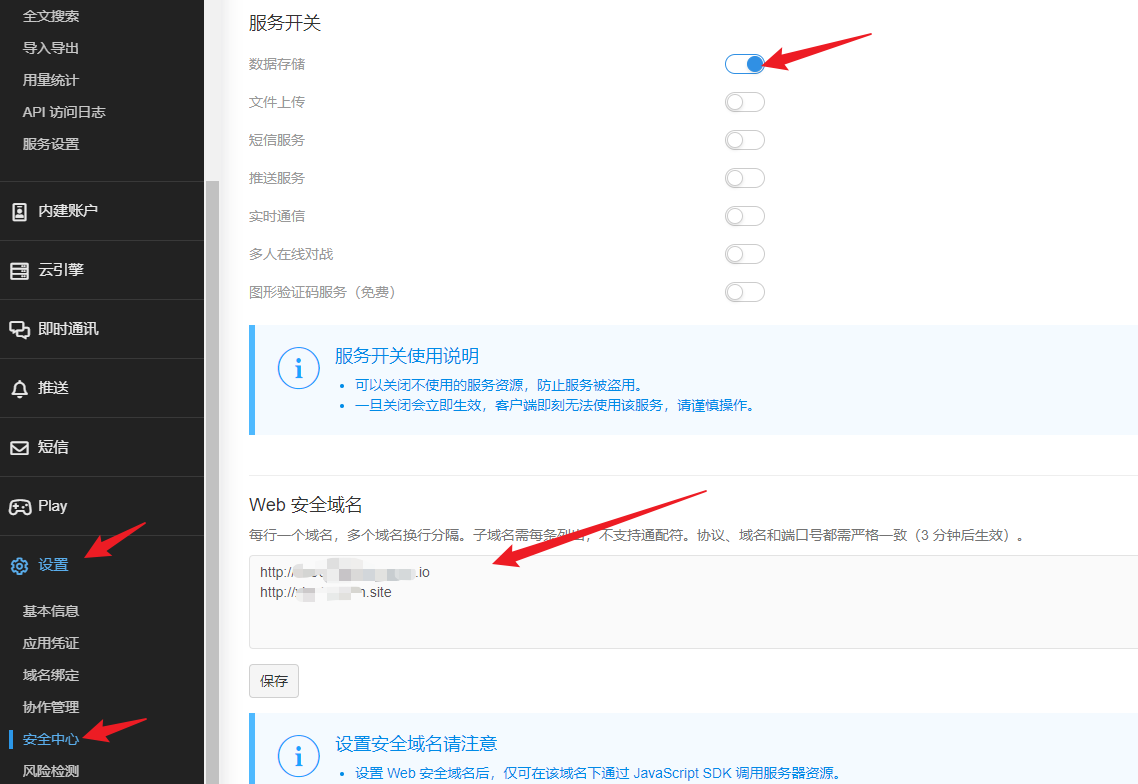 全文搜索
导入导出
用量统计
API 访问日志
服务设置
内建账户
云引擎
即时通讯
推送
短信
Play
设置
基本信息
应用凭证
域名绑定
协作管理
安全中心
风险检测
服务开关
数据存储
文件上传
短信服务
推送服务
实时通信
多人在线对战
图形验证码服务（免费）
服务开关使用说明
可以关闭不使用的服务资源，防止服务被盗用。
一旦关闭会立即生效，客户端即刻无法使用该服务，请谨慎操作。
Web 安全域名
每行一个域名，多个域名换行分隔。子域名需每条列出，不支持通配符。协议、域名和端口号都需严格一致（3 分钟后生效）。
http:// .io
http:// .site
保存
设置安全域名请注意
设置 Web 安全域名后，仅可在该域名下通过 JavaScript SDK 调用服务器资源。